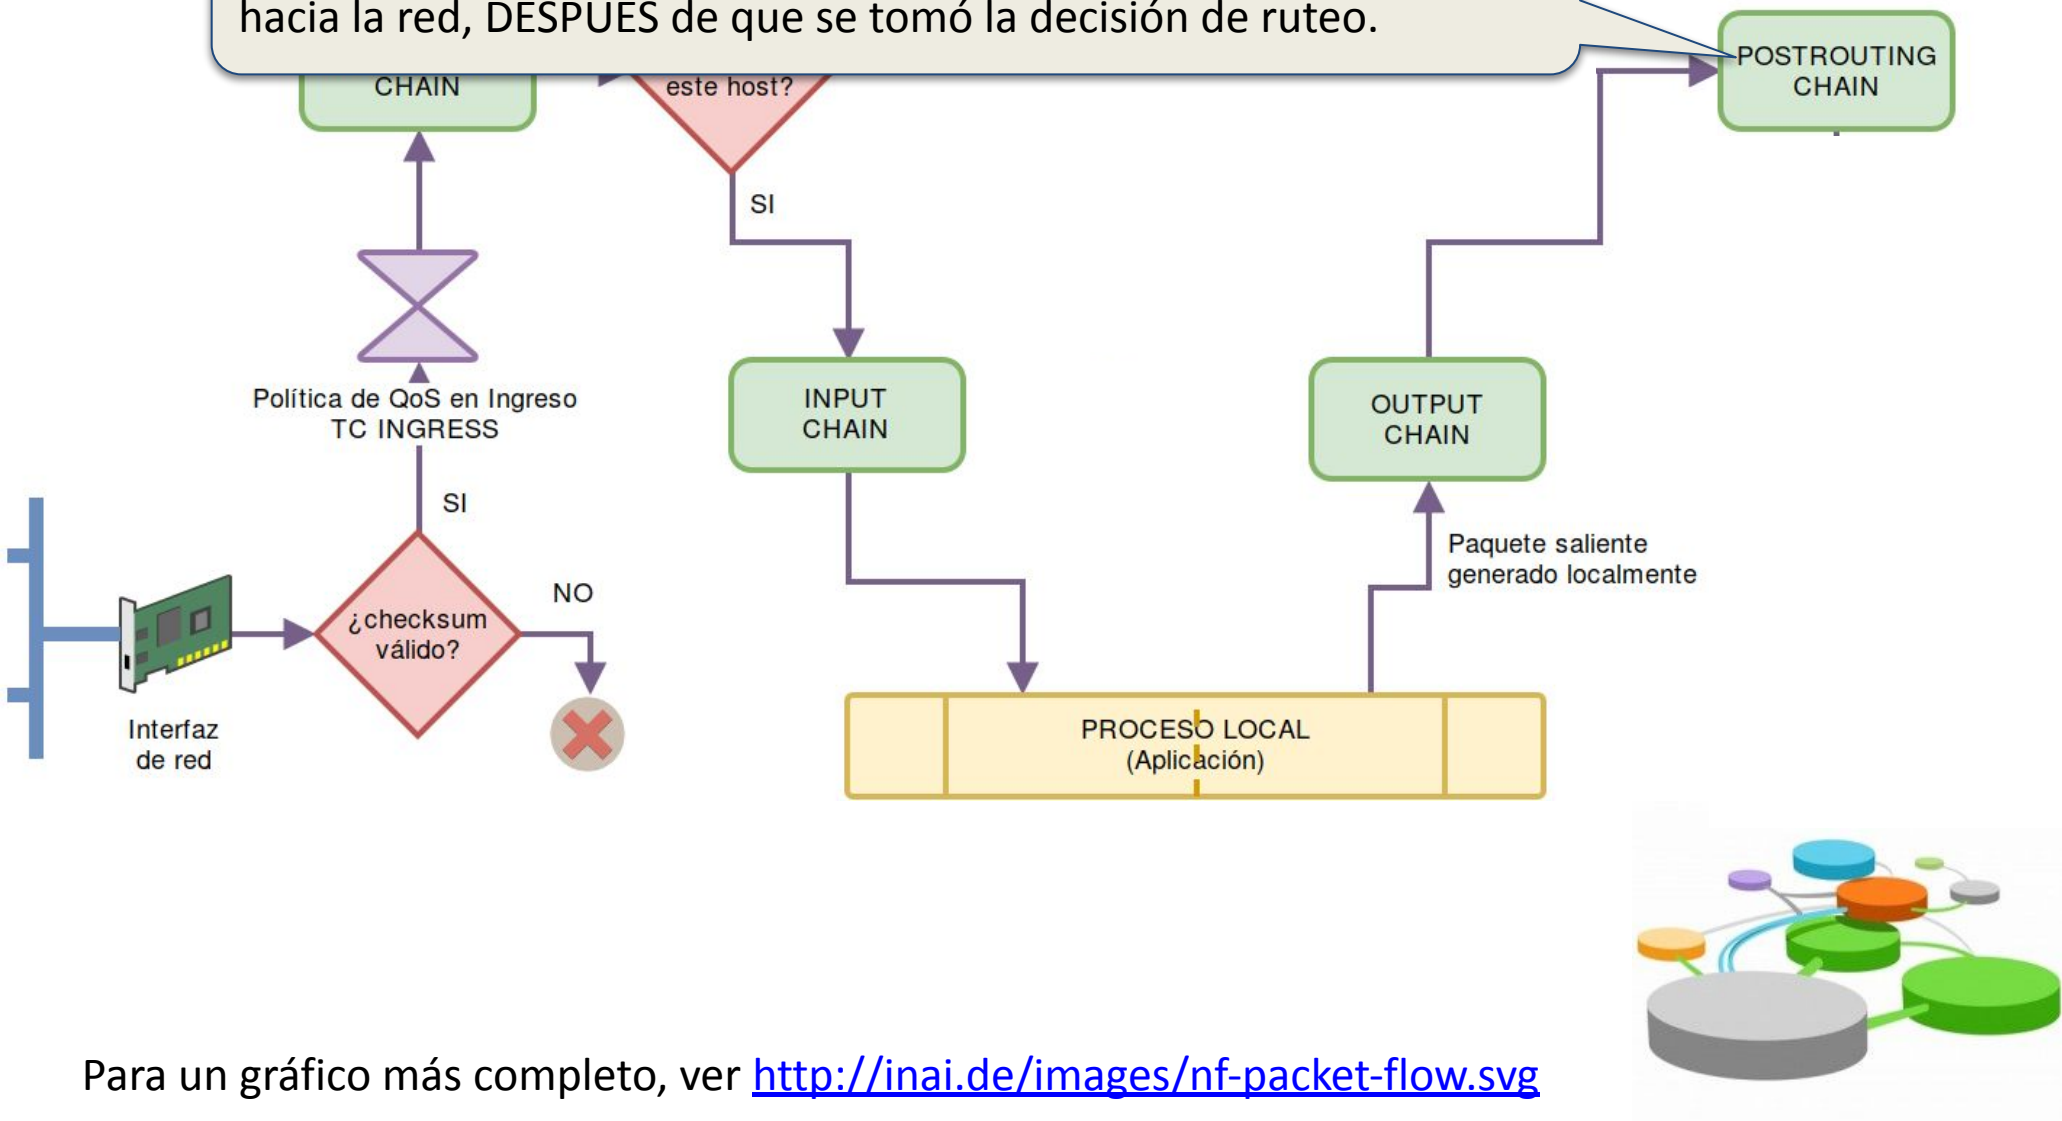 hacia la red, DESPUES de que se tomó la decisión de ruteo.
POSTROUTING
CHAIN
CHAIN
este host?
SI
Política de QoS en Ingreso
TC INGRESS
INPUT
CHAIN
OUTPUT
CHAIN
SI
Paquete saliente
generado localmente
NO
¿checksum
válido?
Interfaz
de red
PROCESO LOCAL
(Aplicación)
Para un gráfico más completo, ver http://inai.de/images/nf-packet-flow.svg